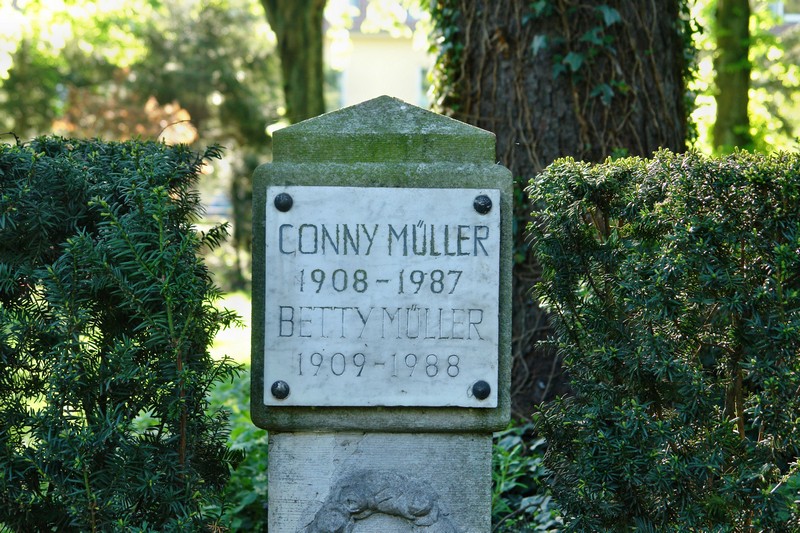 CONNY MÜLLER
1908 - 1987
BETTY MÜLLER
1909 - 1988